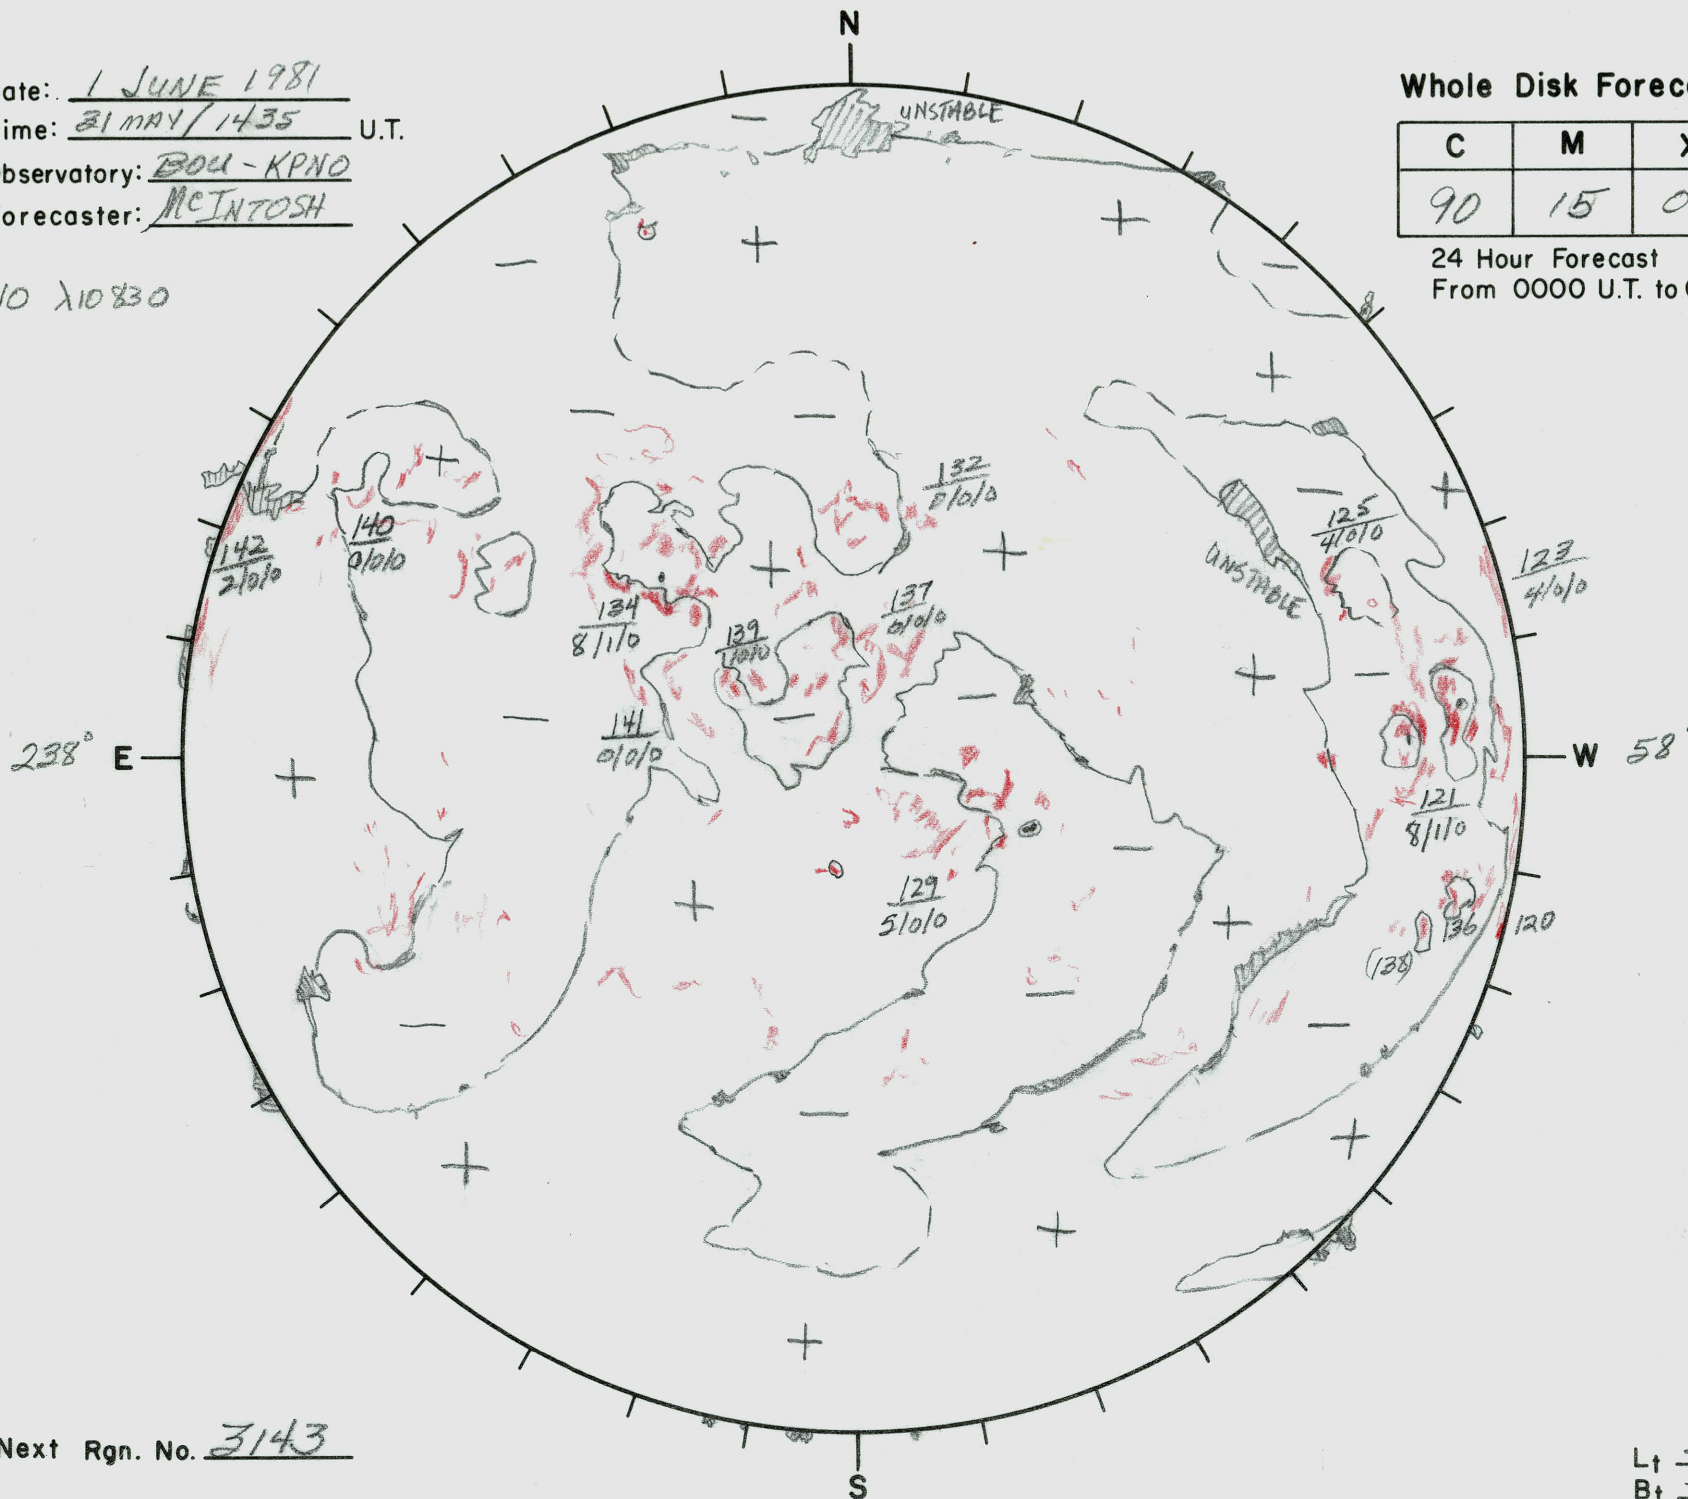 N
ate: 1 JUNE 1981
ime: 31 MAY / 1435 U.T.
bservatory: BOU - KPNO
orecaster: McINTOSH
10 λ10830
Whole Disk Forec
C M X
90 15 0
24 Hour Forecast
From 0000 U.T. to
UNSTABLE
132
0/0/0
125
4/0/0
140
0/0/0
142
2/0/0
123
4/0/0
UNSTABLE
134
8/1/0
137
0/0/0
139
141
0/0/0
238° E
W 58
121
8/1/0
129
5/0/0
136
120
(138)
Next Rgn. No. 3143
S
Lt
Bt